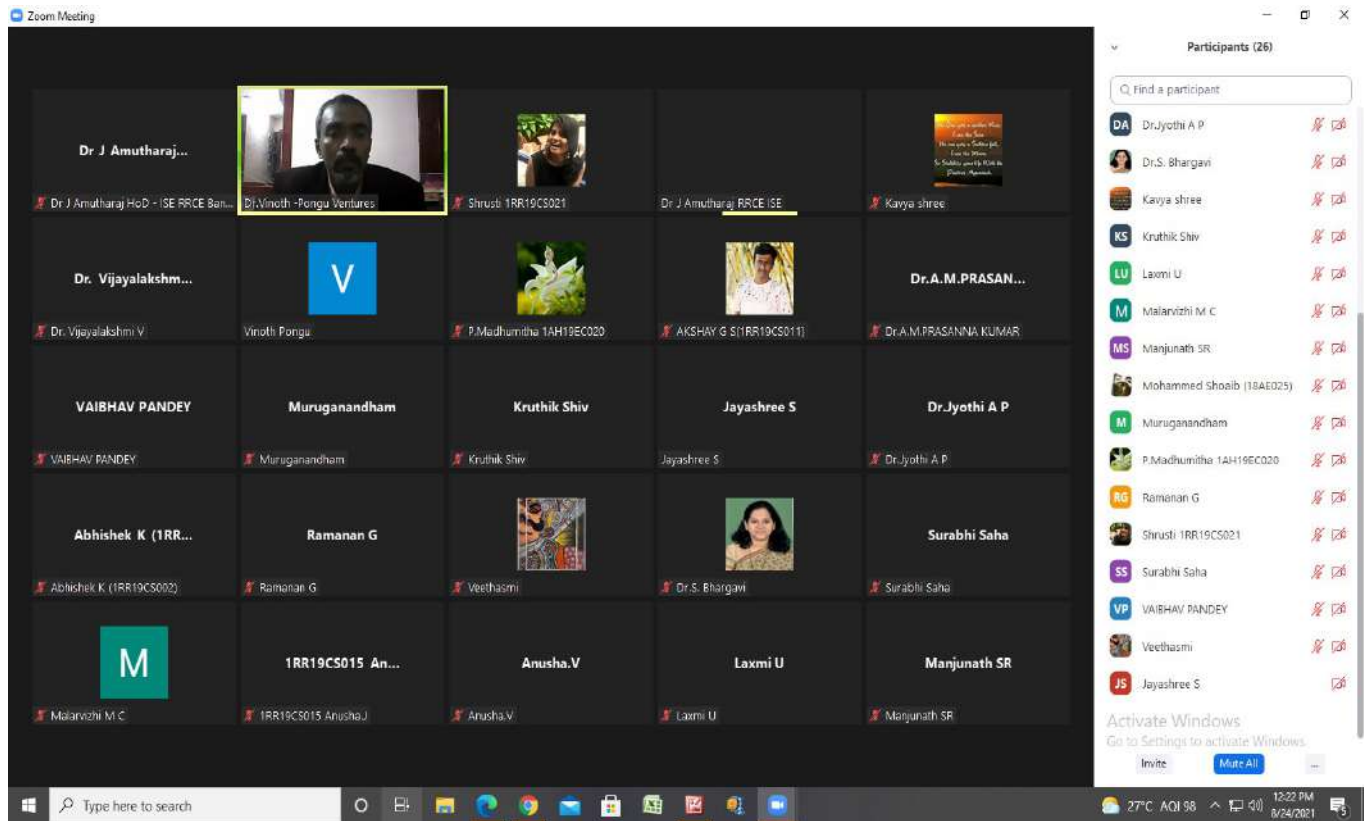 Zoom Meeting
Participants (26)
Find a participant
Dr J Amutharaj...
Dr J Amutharaj HoD - ISE RRCE Ban...
Dr.Vinoth -Pongu Ventures
Shrusti 1RR19CS021
Dr J Amutharaj RRCE ISE
Kavya shree
Dr. Vijayalakshm...
Dr. Vijayalakshmi V
V
Vinoth Pongu
P.Madhumitha 1AH19EC020
AKSHAY G S(1RR19CS011)
Dr.A.M.PRASAN...
Dr.A.M.PRASANNA KUMAR
VAIBHAV PANDEY
VAIBHAV PANDEY
Muruganandham
Muruganandham
Kruthik Shiv
Kruthik Shiv
Jayashree S
Jayashree S
Dr.Jyothi A P
Dr.Jyothi A P
Abhishek K (1RR...
Abhishek K (1RR19CS002)
Ramanan G
Ramanan G
Veethasmi
Dr.S. Bhargavi
Surabhi Saha
Surabhi Saha
M
Malarvizhi M C
1RR19CS015 An...
1RR19CS015 Anusha.J
Anusha.V
Anusha.V
Laxmi U
Laxmi U
Manjunath SR
Manjunath SR
DA Dr.Jyothi A P
Dr.S. Bhargavi
Kavya shree
KS Kruthik Shiv
LU Laxmi U
M Malarvizhi M C
MS Manjunath SR
Mohammed Shoaib (18AE025)
M Muruganandham
P.Madhumitha 1AH19EC020
RG Ramanan G
Shrusti 1RR19CS021
SS Surabhi Saha
VP VAIBHAV PANDEY
Veethasmi
JS Jayashree S
Activate Windows
Go to Settings to activate Windows.
Invite
Mute All
...
Type here to search
27°C AQI 98
12:22 PM
8/24/2021